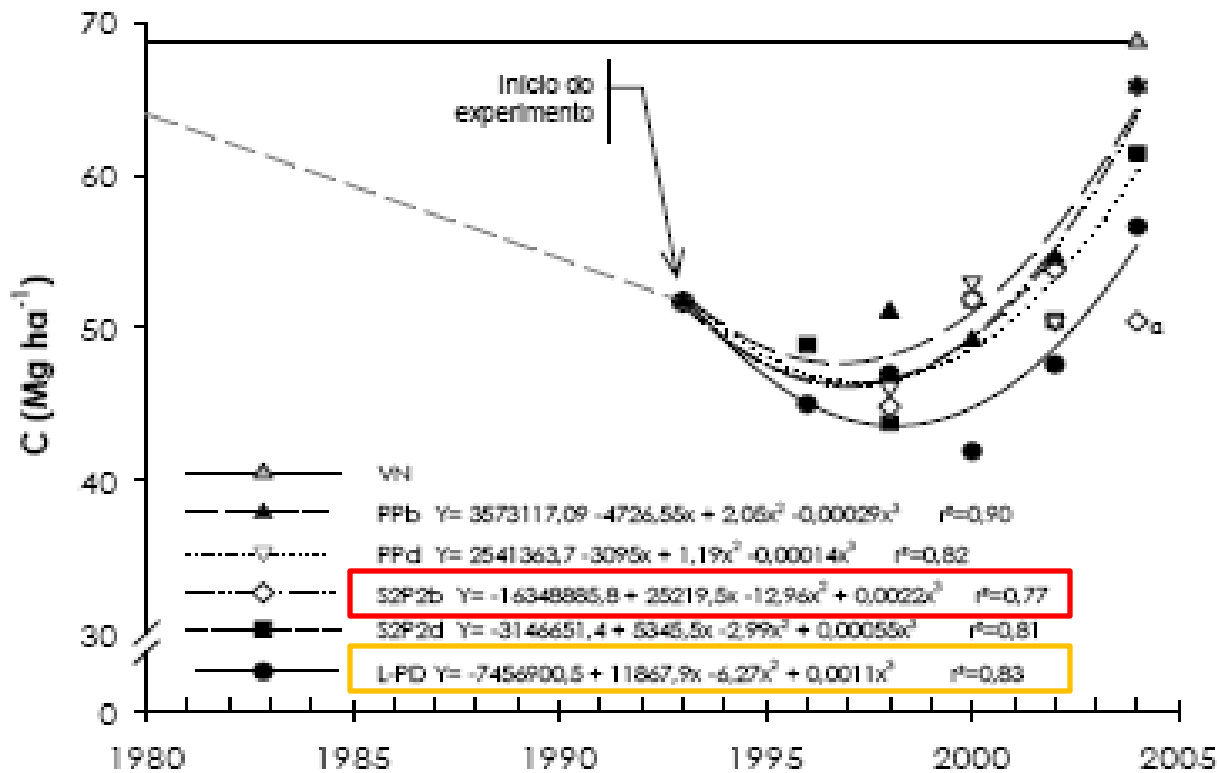 70
Início do
experimento
60
50
C (Mg ha⁻¹)
a
40
VN
PPb Y= 3573117,09 -4726,55x + 2,05x² -0,00029x³ r²=0,90
PPd Y= 2541363,7 -3095x + 1,19x² -0,00014x³ r²=0,82
S2P2b Y= -16348885,8 + 25219,5x -12,96x² + 0,0022x³ r²=0,77
30
S2P2d Y= -3146651,4 + 5345,5x -2,99x² + 0,00055x³ r²=0,81
L-PD Y= -7456900,5 + 11867,9x -6,27x² + 0,0011x³ r²=0,83
0
1980 1985 1990 1995 2000 2005